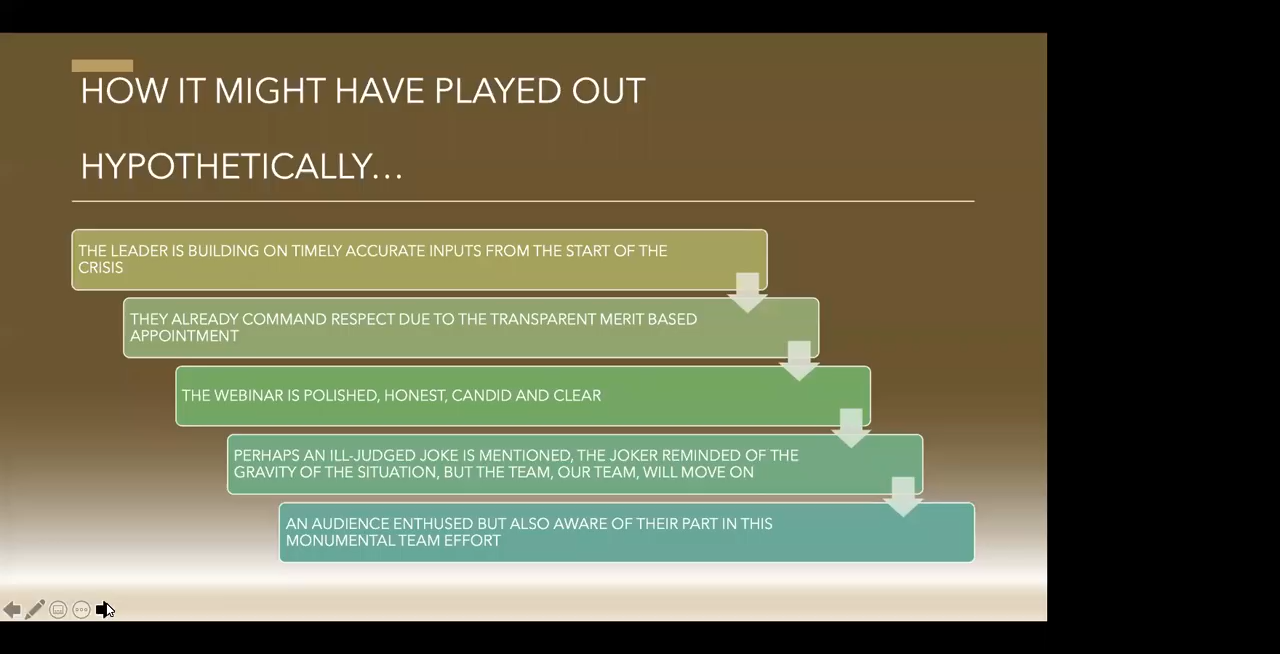 HOW IT MIGHT HAVE PLAYED OUT
HYPOTHETICALLY...
THE LEADER IS BUILDING ON TIMELY ACCURATE INPUTS FROM THE START OF THE
CRISIS
THEY ALREADY COMMAND RESPECT DUE TO THE TRANSPARENT MERIT BASED
APPOINTMENT
THE WEBINAR IS POLISHED, HONEST, CANDID AND CLEAR
PERHAPS AN ILL-JUDGED JOKE IS MENTIONED, THE JOKER REMINDED OF THE
GRAVITY OF THE SITUATION, BUT THE TEAM, OUR TEAM, WILL MOVE ON
AN AUDIENCE ENTHUSED BUT ALSO AWARE OF THEIR PART IN THIS
MONUMENTAL TEAM EFFORT